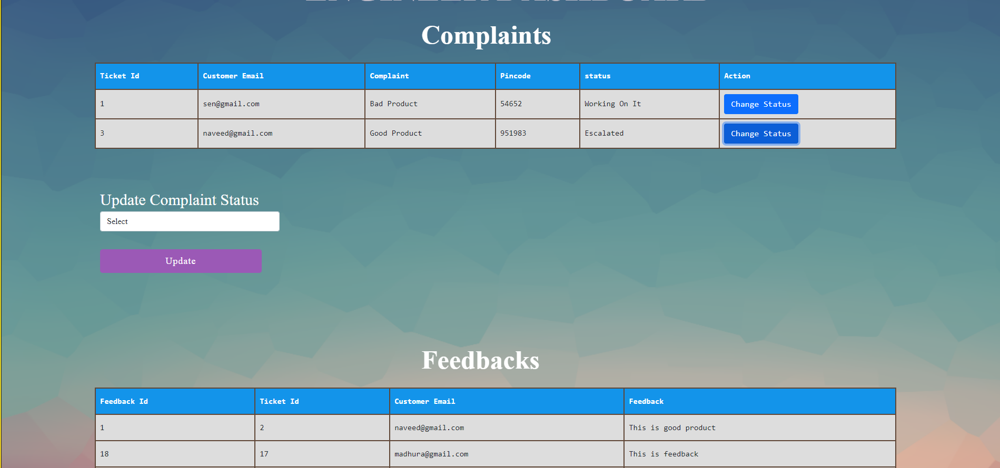 Complaints
Ticket Id Customer Email Complaint Pincode status Action
1 sen@gmail.com Bad Product 54652 Working On It Change Status
3 naveed@gmail.com Good Product 951983 Escalated Change Status
Update Complaint Status
Select
Update
Feedbacks
Feedback Id Ticket Id Customer Email Feedback
1 2 naveed@gmail.com This is good product
18 17 madhura@gmail.com This is feedback